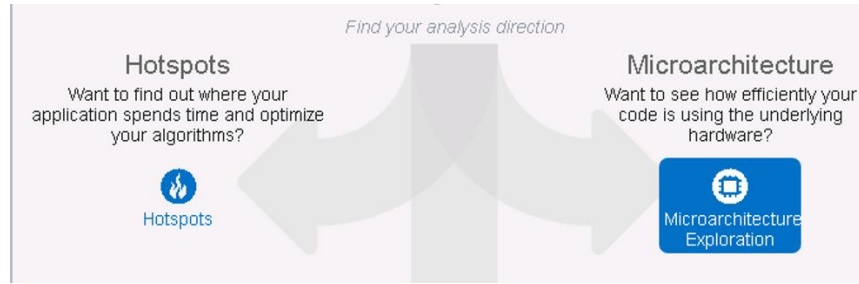 Find your analysis direction
Hotspots
Want to find out where your
application spends time and optimize
your algorithms?
Hotspots
Microarchitecture
Want to see how efficiently your
code is using the underlying
hardware?
Microarchitecture
Exploration